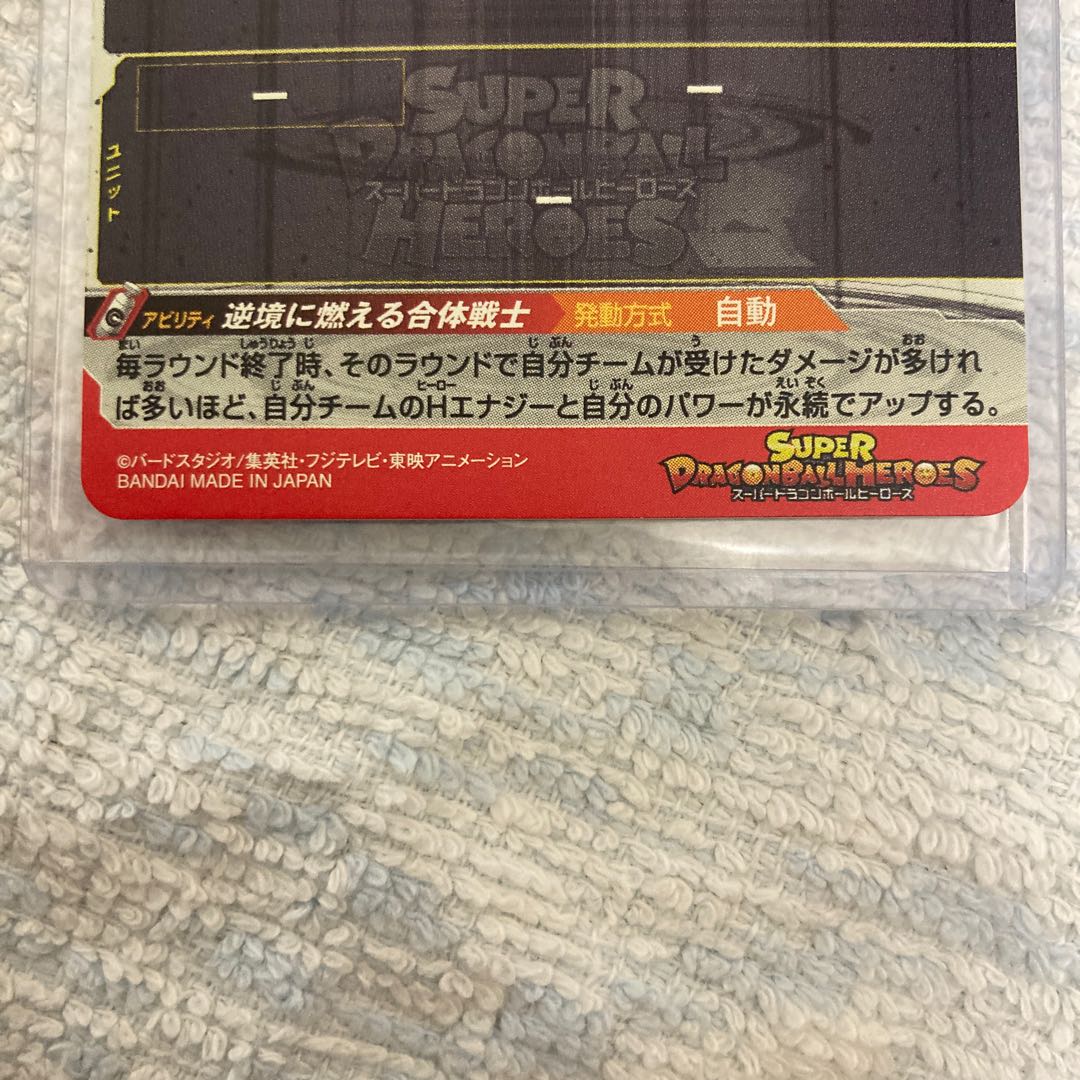 ー
ー
SUPER
DRAGONBALL
スーパードラゴンボールヒーローズ
HEROES
ー
ユニット
アビリティ 逆境に燃える合体戦士 発動方式 自動
毎ラウンド終了時、そのラウンドで自分チームが受けたダメージが多けれ
ば多いほど、自分チームのHエナジーと自分のパワーが永続でアップする。
©バードスタジオ/集英社・フジテレビ・東映アニメーション
BANDAI MADE IN JAPAN
SUPER
DRAGONBALL HEROES
スーパードラゴンボールヒーローズ